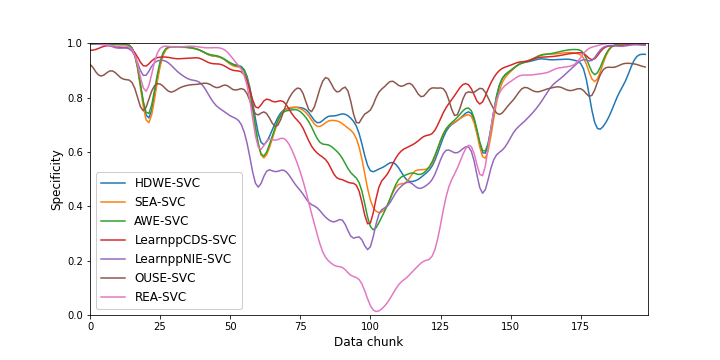 1.0
0.8
0.6
0.4
0.2
0.0
Specificity
HDWE-SVC
SEA-SVC
AWE-SVC
LearnppCDS-SVC
LearnppNIE-SVC
OUSE-SVC
REA-SVC
0 25 50 75 100 125 150 175
Data chunk